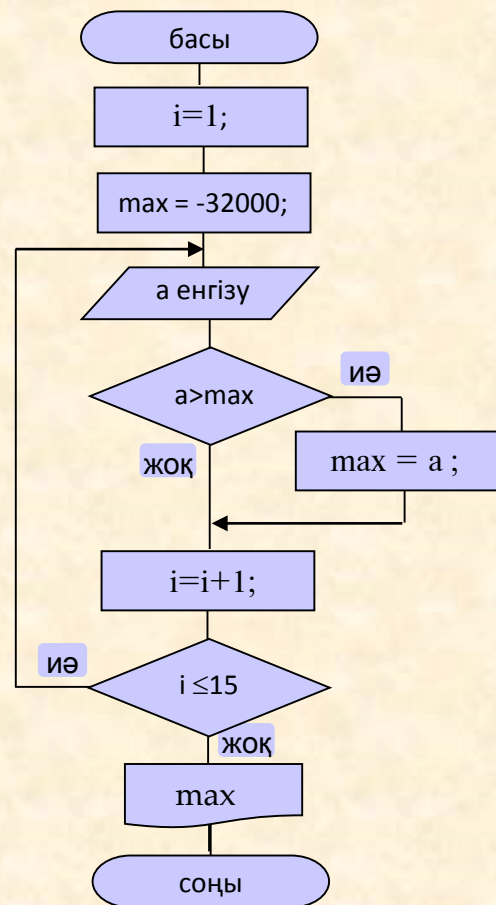 басы
i=1;
max = -32000;
а енгізу
a>max
иә
жоқ
max = a ;
i=i+1;
иә
i ≤15
жоқ
max
соңы